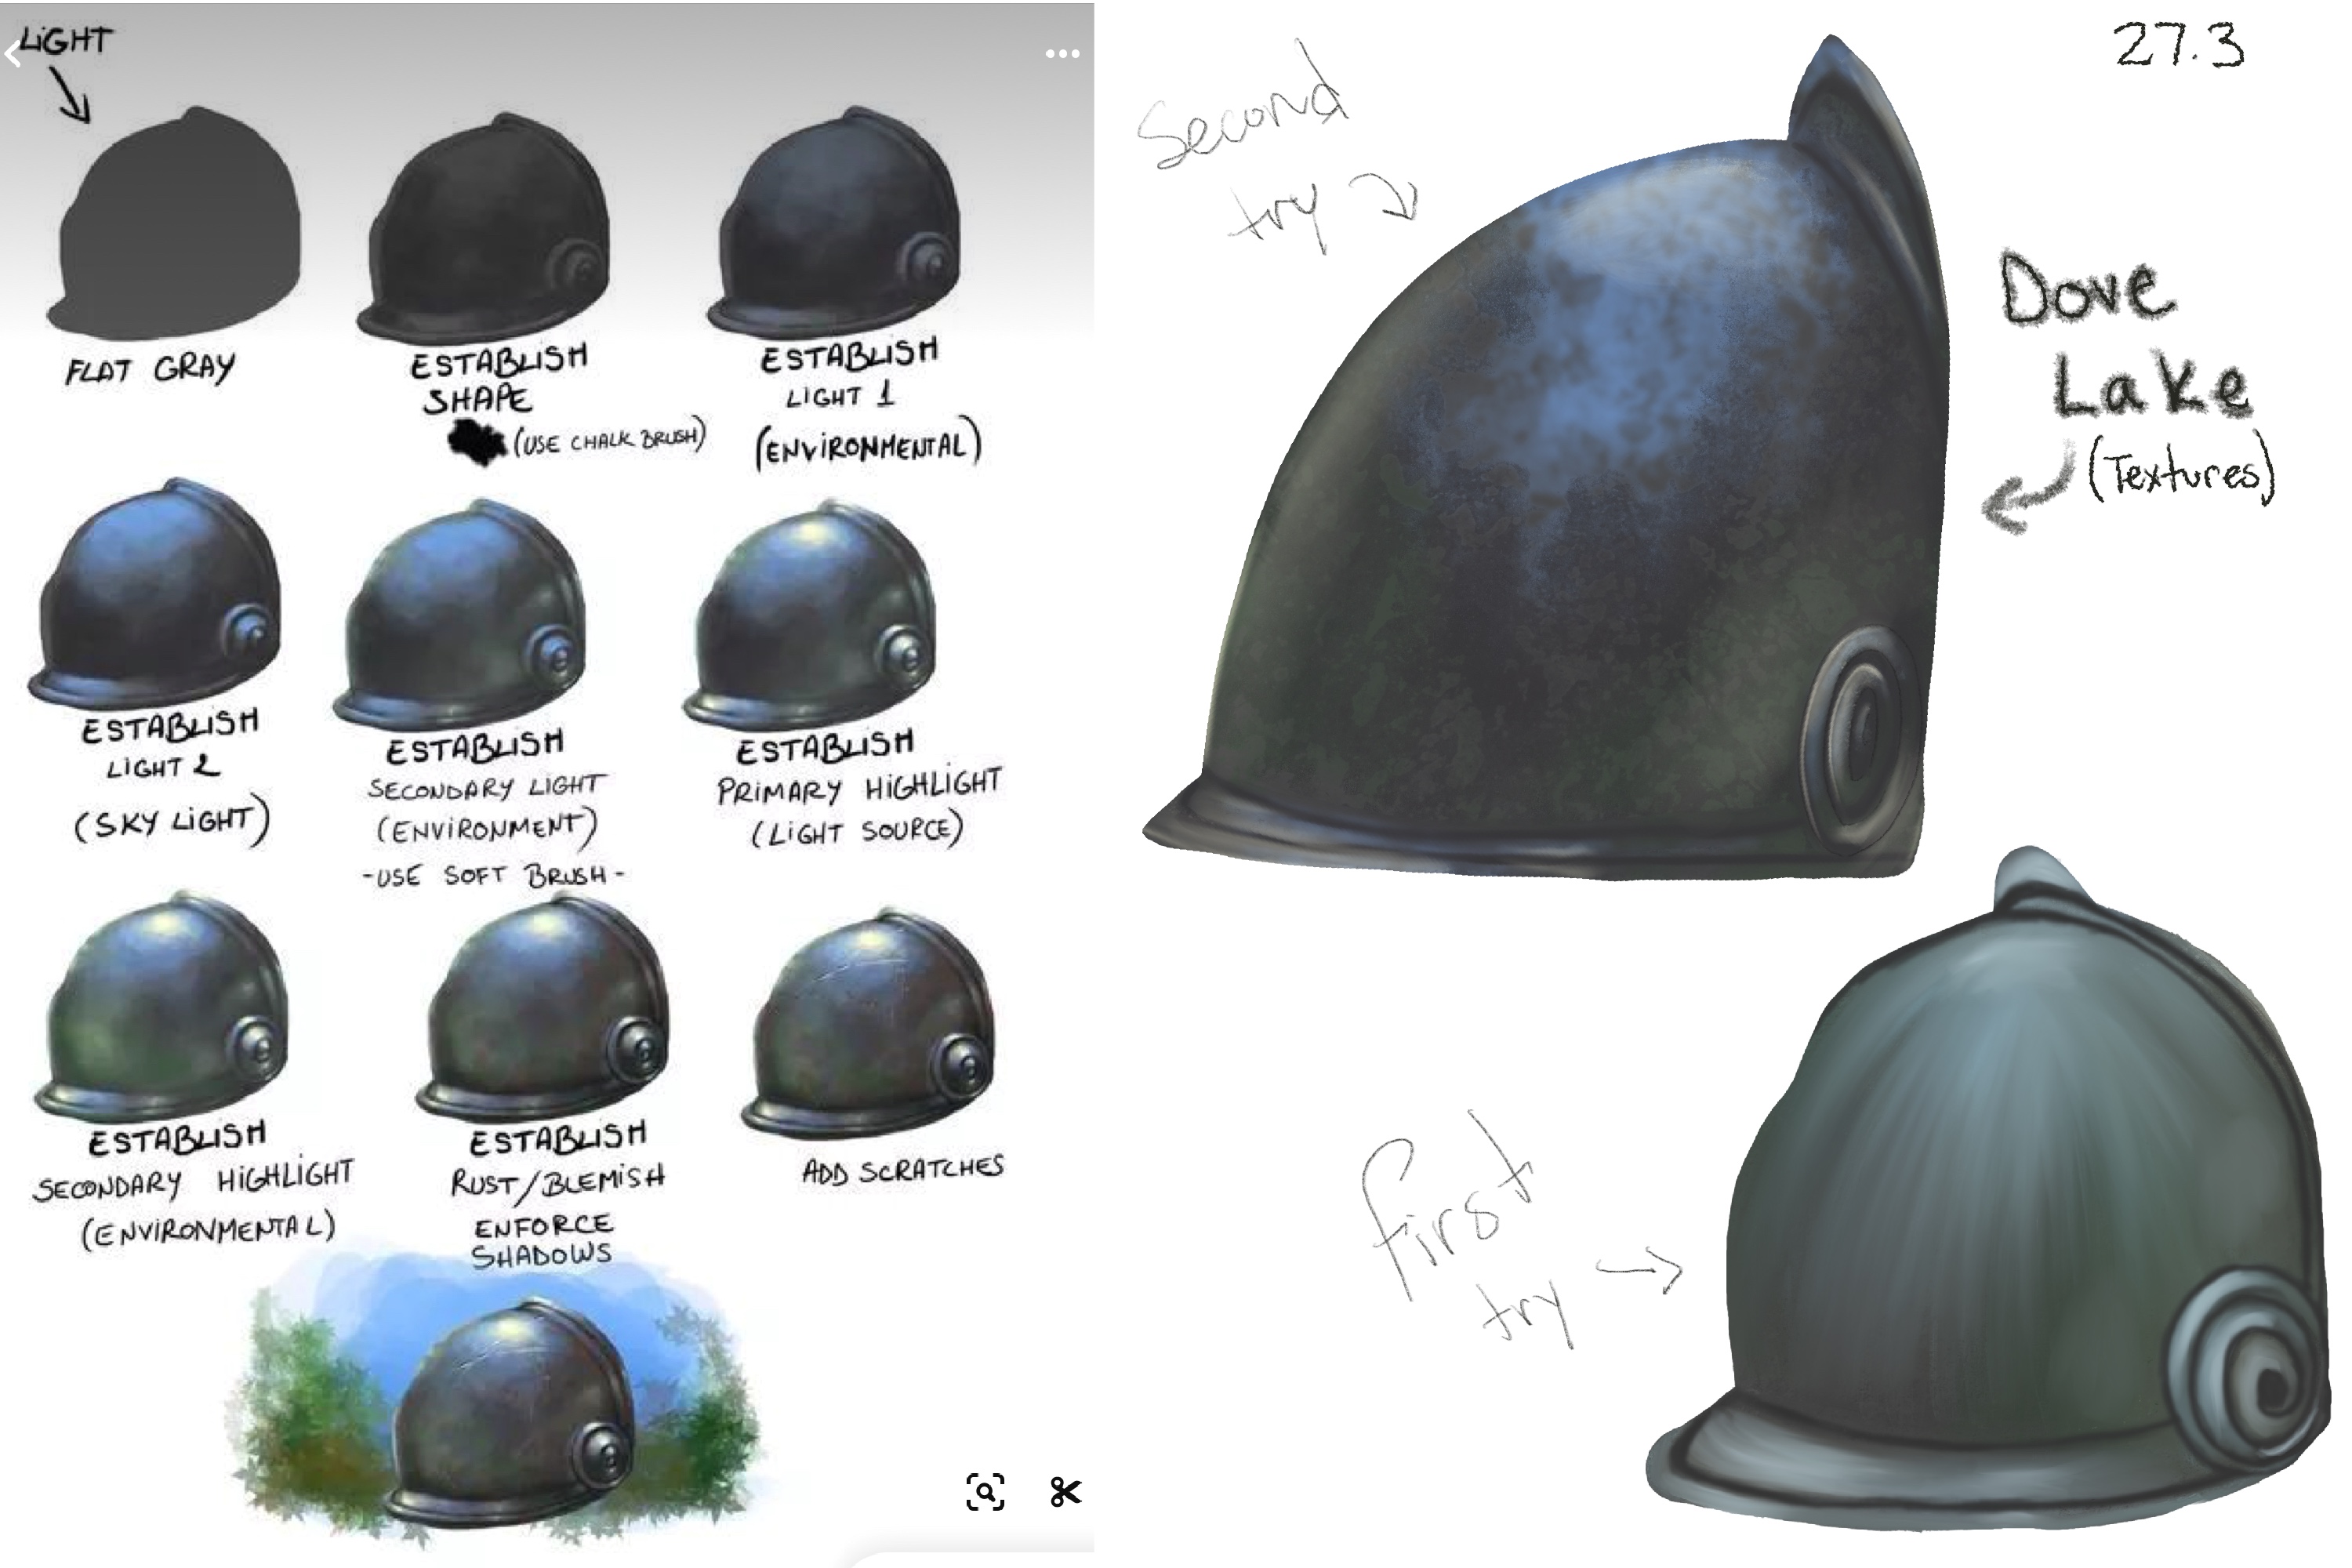 LiGHT
FLAT GRAY
ESTABLiSH
SHAPE
(USE CHALK BRUSH)
ESTABLiSH
LiGHT 1
(ENViRONMENTAL)
ESTABLiSH
LiGHT 2
(SKY LiGHT)
ESTABLiSH
SECONDARY LiGHT
(ENViRONMENT)
-USE SOFT BRUSH-
ESTABLiSH
PRiMARY HiGHLiGHT
(LiGHT SOURCE)
ESTABLiSH
SECONDARY HiGHLiGHT
(ENViRONMENTAL)
ESTABLiSH
RUST/BLEMiSH
ENFORCE
SHADOWS
ADD SCRATCHES
27.3
Second
try
Dove
Lake
(Textures)
first
try